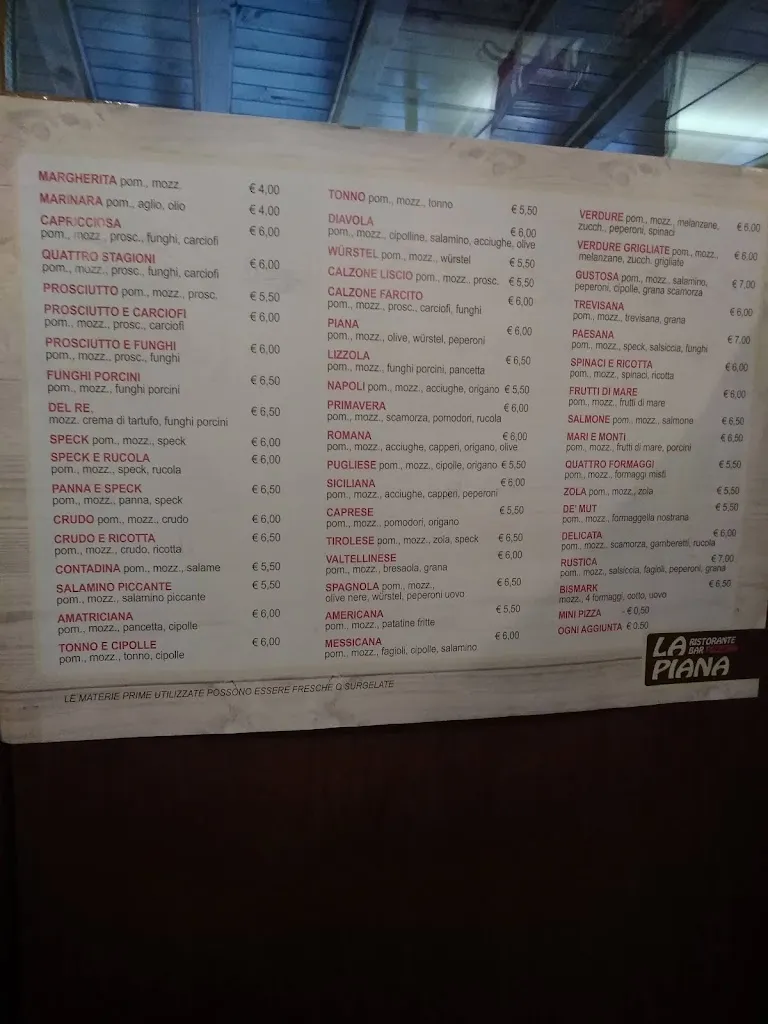 MARGHERITA pom., mozz. € 4,00
MARINARA pom., aglio, olio € 4,00
CAPRICCIOSA
pom., mozz., prosc., funghi, carciofi € 6,00
QUATTRO STAGIONI
pom., mozz., prosc., funghi, carciofi € 6,00
PROSCIUTTO pom., mozz., prosc. € 5,50
PROSCIUTTO E CARCIOFI € 6,00
pom., mozz., prosc., carciofi
PROSCIUTTO E FUNGHI € 6,00
pom., mozz., prosc., funghi
FUNGHI PORCINI € 6,50
pom., mozz., funghi porcini
DEL RE, € 6,50
mozz. crema di tartufo, funghi porcini
SPECK pom., mozz., speck € 6,00
SPECK E RUCOLA € 6,00
pom., mozz., speck, rucola
PANNA E SPECK € 6,50
pom., mozz., panna, speck
CRUDO pom., mozz., crudo € 6,00
CRUDO E RICOTTA € 6,50
pom., mozz., crudo, ricotta
CONTADINA pom., mozz., salame € 5,50
SALAMINO PICCANTE € 5,50
pom., mozz., salamino piccante
AMATRICIANA € 6,00
pom., mozz., pancetta, cipolle
TONNO E CIPOLLE € 6,00
pom., mozz., tonno, cipolle
TONNO pom., mozz., tonno € 5,50
DIAVOLA € 6,00
pom., mozz., cipolline, salamino, acciughe, olive
WÜRSTEL pom., mozz., würstel € 5,50
CALZONE LISCIO pom., mozz., prosc. € 5,50
CALZONE FARCITO € 6,00
pom., mozz., prosc., carciofi, funghi
PIANA € 6,00
pom., mozz., olive, würstel, peperoni
LIZZOLA € 6,50
pom., mozz., funghi porcini, pancetta
NAPOLI pom., mozz., acciughe, origano € 5,50
PRIMAVERA € 6,00
pom., mozz., scamorza, pomodori, rucola
ROMANA € 6,00
pom., mozz., acciughe, capperi, origano, olive
PUGLIESE pom., mozz., cipolle, origano € 5,50
SICILIANA € 6,00
pom., mozz., acciughe, capperi, peperoni
CAPRESE € 5,50
pom., mozz., pomodori, origano
TIROLESE pom., mozz., zola, speck € 6,50
VALTELLINESE € 6,00
pom., mozz., bresaola, grana
SPAGNOLA pom., mozz., € 6,50
olive nere, würstel, peperoni uovo
AMERICANA € 5,50
pom., mozz., patatine fritte
MESSICANA € 6,00
pom., mozz., fagioli, cipolle, salamino
VERDURE pom., mozz., melanzane, € 6,00
zucch., peperoni, spinaci
VERDURE GRIGLIATE pom., mozz., € 6,00
melanzane, zucch. grigliate
GUSTOSA pom., mozz., salamino, € 7,00
peperoni, cipolle, grana scamorza
TREVISANA € 6,00
pom., mozz., trevisana, grana
PAESANA € 7,00
pom., mozz., speck, salsiccia, funghi
SPINACI E RICOTTA € 6,00
pom., mozz., spinaci, ricotta
FRUTTI DI MARE € 6,00
pom., mozz., frutti di mare
SALMONE pom., mozz., salmone € 6,50
MARI E MONTI € 6,50
pom., mozz., frutti di mare, porcini
QUATTRO FORMAGGI € 5,50
pom., mozz., formaggi misti
ZOLA pom., mozz., zola € 5,50
DE' MUT € 5,50
pom., mozz., formaggella nostrana
DELICATA € 6,00
pom., mozz., scamorza, gamberetti, rucola
RUSTICA € 7,00
pom., mozz., salsiccia, fagioli, peperoni, grana
BISMARK € 6,50
mozz., 4 formaggi, cotto, uovo
MINI PIZZA - € 0,50
OGNI AGGIUNTA € 0,50
LE MATERIE PRIME UTILIZZATE POSSONO ESSERE FRESCHE O SURGELATE
LA PIANA
RISTORANTE
BAR PIZZERIA